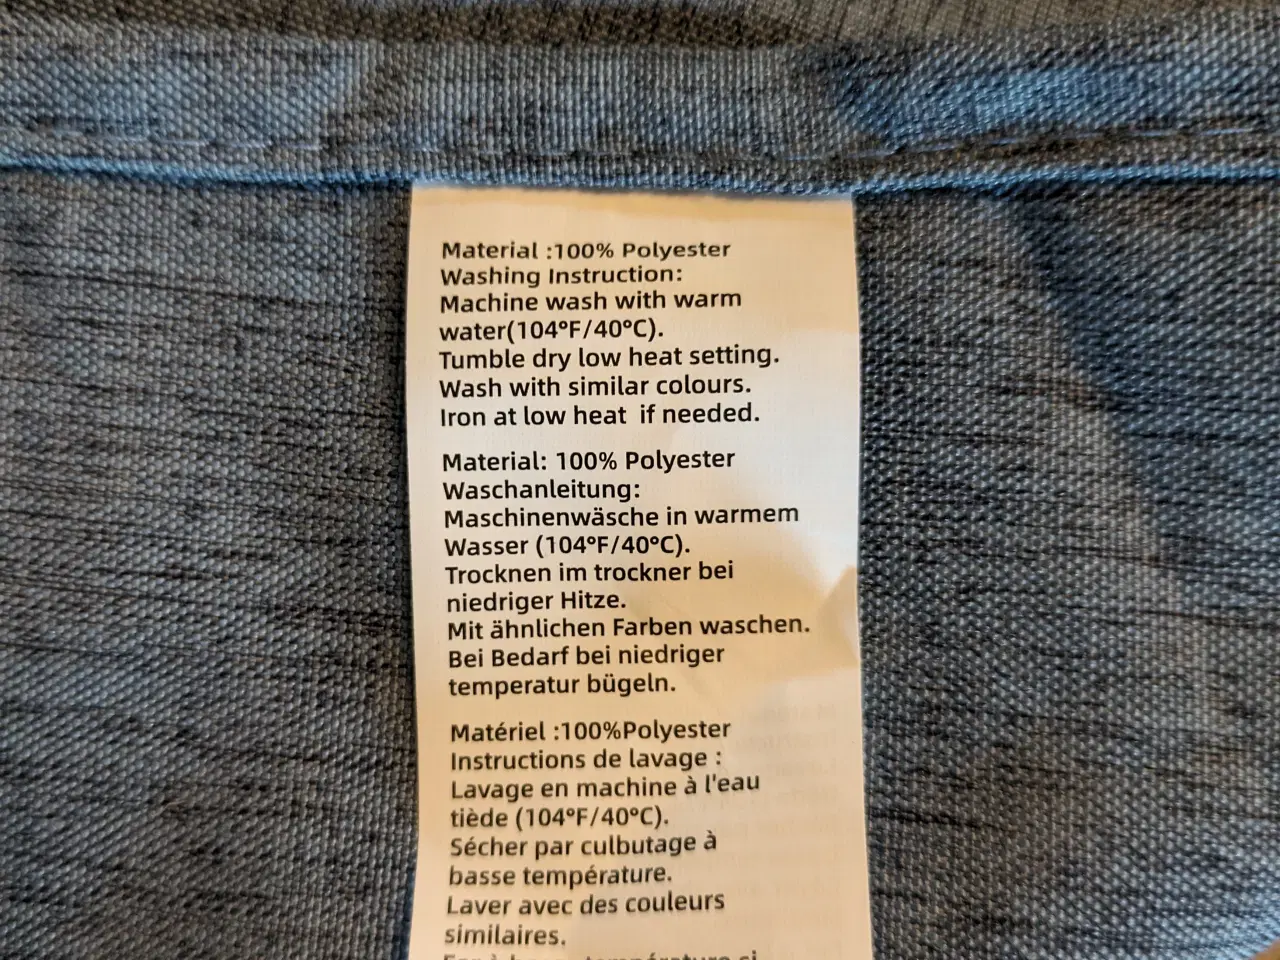 Material :100% Polyester
Washing Instruction:
Machine wash with warm
water(104°F/40°C).
Tumble dry low heat setting.
Wash with similar colours.
Iron at low heat  if needed.
Material: 100% Polyester
Waschanleitung:
Maschinenwäsche in warmem
Wasser (104°F/40°C).
Trocknen im trockner bei
niedriger Hitze.
Mit ähnlichen Farben waschen.
Bei Bedarf bei niedriger
temperatur bügeln.
Matériel :100%Polyester
Instructions de lavage :
Lavage en machine à l'eau
tiède (104°F/40°C).
Sécher par culbutage à
basse température.
Laver avec des couleurs
similaires.
température si